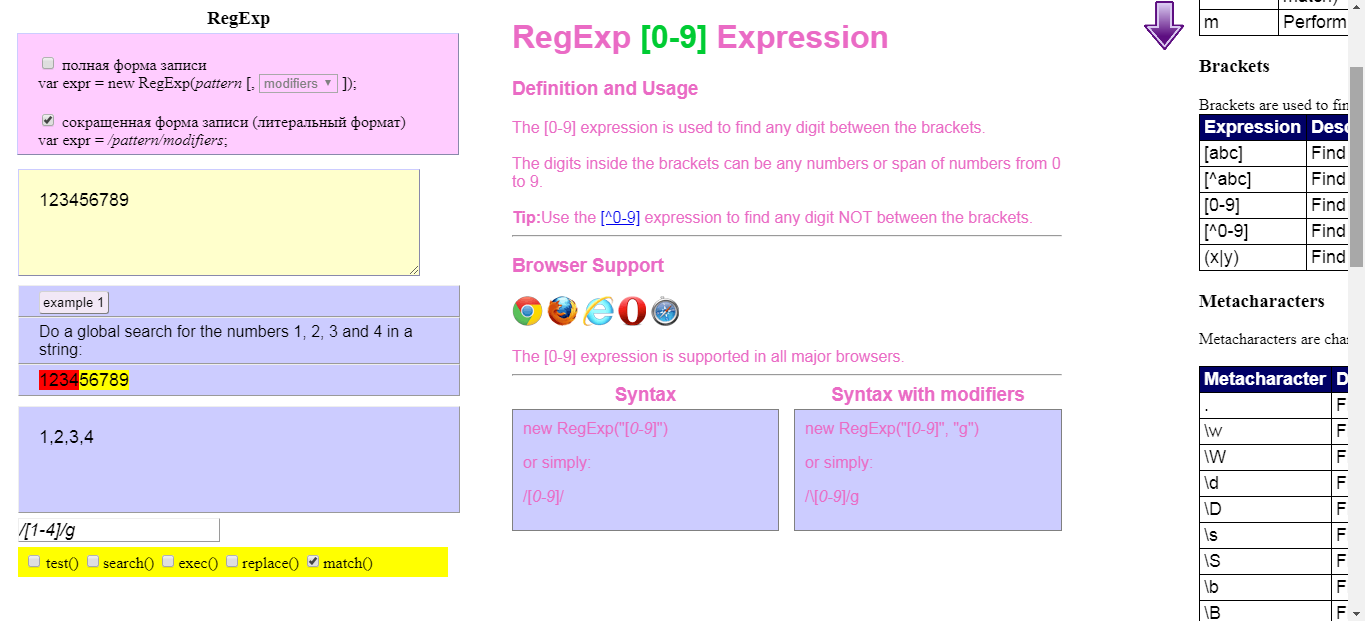 RegExp
полная форма записи
var expr = new RegExp(pattern [, modifiers ]);
сокращенная форма записи (литеральный формат)
var expr = /pattern/modifiers;
123456789
example 1
Do a global search for the numbers 1, 2, 3 and 4 in a
string:
123456789
1,2,3,4
/[1-4]/g
test() search() exec() replace() match()
RegExp [0-9] Expression
Definition and Usage
The [0-9] expression is used to find any digit between the brackets.
The digits inside the brackets can be any numbers or span of numbers from 0
to 9.
Tip:Use the [^0-9] expression to find any digit NOT between the brackets.
Browser Support
The [0-9] expression is supported in all major browsers.
Syntax
new RegExp("[0-9]")
or simply:
/[0-9]/
Syntax with modifiers
new RegExp("[0-9]", "g")
or simply:
/\[0-9]/g
m Perform
Brackets
Brackets are used to fin
Expression Desc
[abc] Find
[^abc] Find
[0-9] Find
[^0-9] Find
(x|y) Find
Metacharacters
Metacharacters are cha
Metacharacter D
. F
\w F
\W F
\d F
\D F
\s F
\S F
\b F
\B F